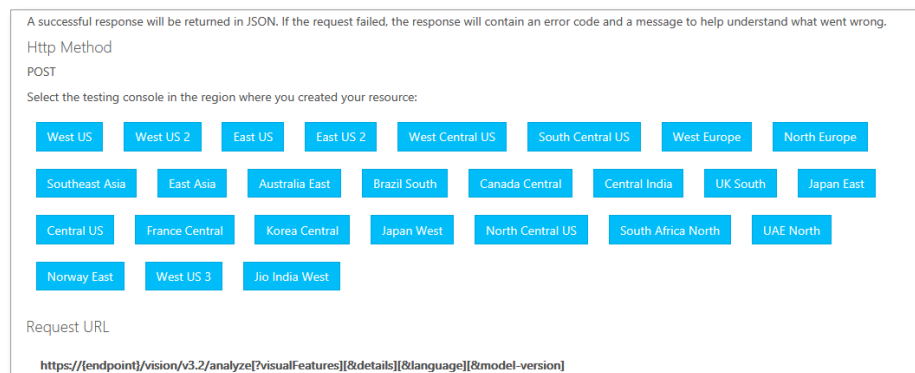 A successful response will be returned in JSON. If the request failed, the response will contain an error code and a message to help understand what went wrong.
Http Method
POST
Select the testing console in the region where you created your resource:
West US West US 2 East US East US 2 West Central US South Central US West Europe North Europe
Southeast Asia East Asia Australia East Brazil South Canada Central Central India UK South Japan East
Central US France Central Korea Central Japan West North Central US South Africa North UAE North
Norway East West US 3 Jio India West
Request URL
https://{endpoint}/vision/v3.2/analyze[?visualFeatures][&details][&language][&model-version]